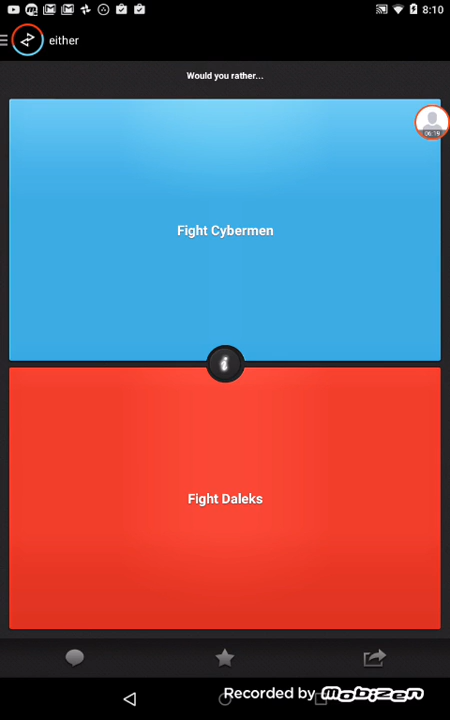 8:10
either
Would you rather...
06:19
Fight Cybermen
i
Fight Daleks
Recorded by Mobizen